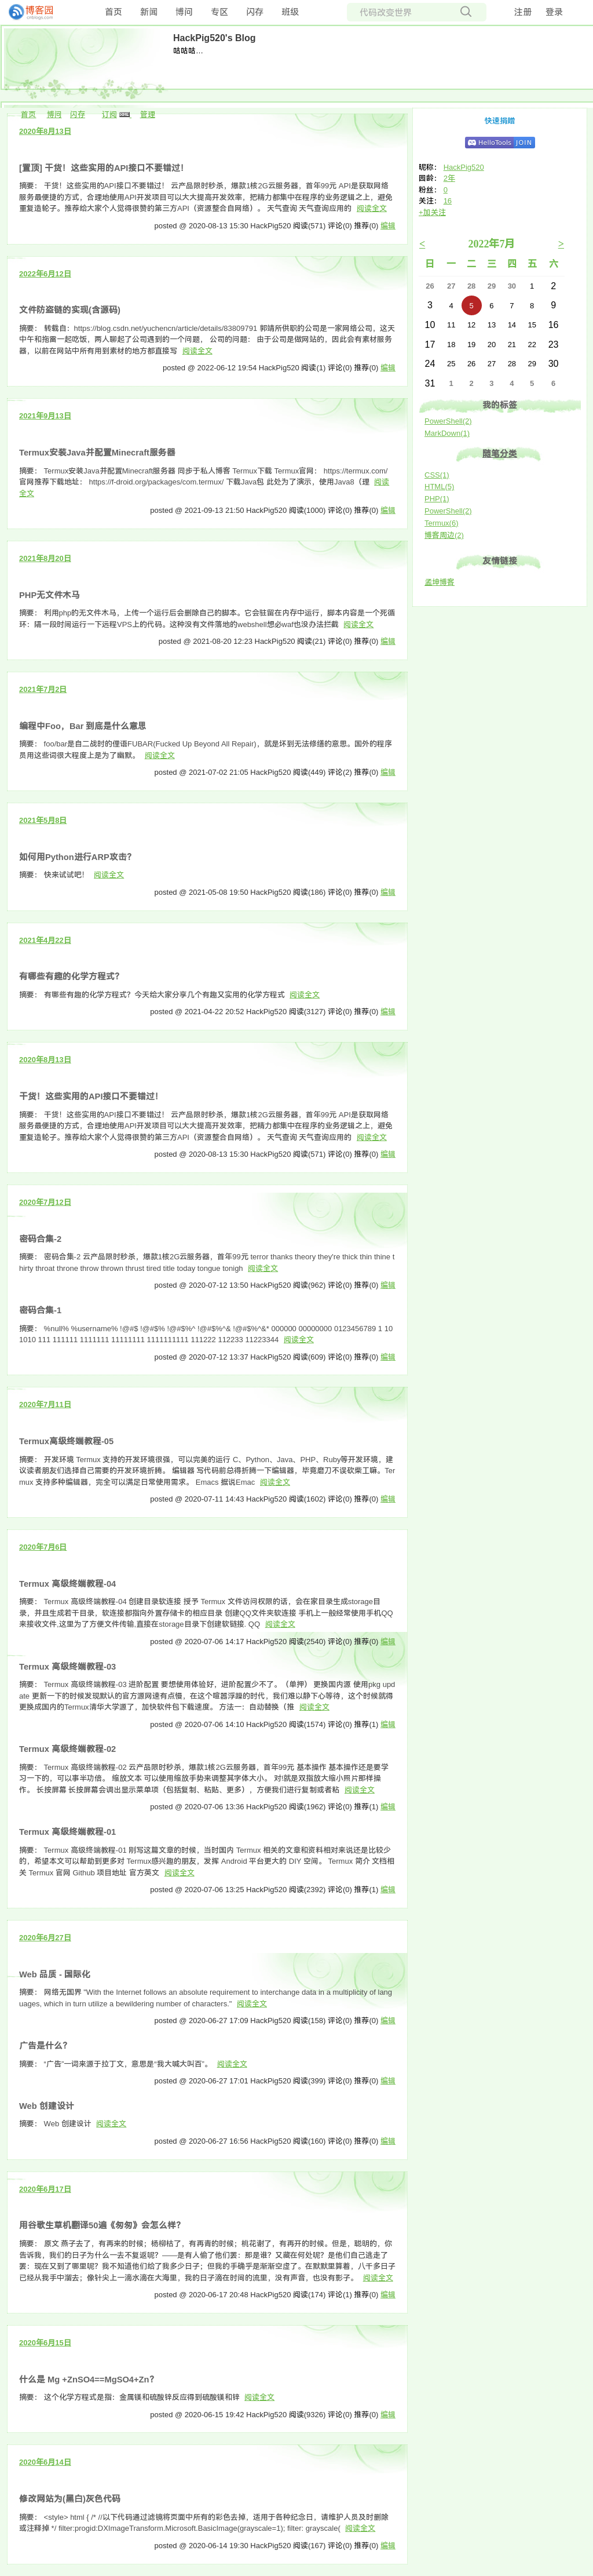 博客园
cnblogs.com
首页 新闻 博问 专区 闪存 班级
代码改变世界
注册 登录
HackPig520's Blog
咕咕咕…
首页 博问 闪存 订阅 管理
2020年8月13日
[置顶] 干货！这些实用的API接口不要错过！
摘要： 干货！这些实用的API接口不要错过！ 云产品限时秒杀，爆款1核2G云服务器，首年99元 API是获取网络
服务最便捷的方式，合理地使用API开发项目可以大大提高开发效率，把精力都集中在程序的业务逻辑之上，避免
重复造轮子。推荐给大家个人觉得很赞的第三方API（资源整合自网络）。 天气查询 天气查询应用的 阅读全文
posted @ 2020-08-13 15:30 HackPig520 阅读(571) 评论(0) 推荐(0) 编辑
2022年6月12日
文件防盗链的实现(含源码)
摘要： 转载自：https://blog.csdn.net/yuchencn/article/details/83809791 郭靖所供职的公司是一家网络公司，这天
中午和拖雷一起吃饭，两人聊起了公司遇到的一个问题， 公司的问题： 由于公司是做网站的，因此会有素材服务
器，以前在网站中所有用到素材的地方都直接写 阅读全文
posted @ 2022-06-12 19:54 HackPig520 阅读(1) 评论(0) 推荐(0) 编辑
2021年9月13日
Termux安装Java并配置Minecraft服务器
摘要： Termux安装Java并配置Minecraft服务器 同步于私人博客 Termux下载 Termux官网： https://termux.com/
官网推荐下载地址： https://f-droid.org/packages/com.termux/ 下载Java包 此处为了演示，使用Java8（理 阅读
全文
posted @ 2021-09-13 21:50 HackPig520 阅读(1000) 评论(0) 推荐(0) 编辑
2021年8月20日
PHP无文件木马
摘要： 利用php的无文件木马，上传一个运行后会删除自己的脚本。它会驻留在内存中运行，脚本内容是一个死循
环：隔一段时间运行一下远程VPS上的代码。这种没有文件落地的webshell想必waf也没办法拦截 阅读全文
posted @ 2021-08-20 12:23 HackPig520 阅读(21) 评论(0) 推荐(0) 编辑
2021年7月2日
编程中Foo，Bar 到底是什么意思
摘要： foo/bar是自二战时的俚语FUBAR(Fucked Up Beyond All Repair)，就是坏到无法修缮的意思。国外的程序
员用这些词很大程度上是为了幽默。 阅读全文
posted @ 2021-07-02 21:05 HackPig520 阅读(449) 评论(2) 推荐(0) 编辑
2021年5月8日
如何用Python进行ARP攻击？
摘要： 快来试试吧！ 阅读全文
posted @ 2021-05-08 19:50 HackPig520 阅读(186) 评论(0) 推荐(0) 编辑
2021年4月22日
有哪些有趣的化学方程式？
摘要： 有哪些有趣的化学方程式？今天给大家分享几个有趣又实用的化学方程式 阅读全文
posted @ 2021-04-22 20:52 HackPig520 阅读(3127) 评论(0) 推荐(0) 编辑
2020年8月13日
干货！这些实用的API接口不要错过！
摘要： 干货！这些实用的API接口不要错过！ 云产品限时秒杀，爆款1核2G云服务器，首年99元 API是获取网络
服务最便捷的方式，合理地使用API开发项目可以大大提高开发效率，把精力都集中在程序的业务逻辑之上，避免
重复造轮子。推荐给大家个人觉得很赞的第三方API（资源整合自网络）。 天气查询 天气查询应用的 阅读全文
posted @ 2020-08-13 15:30 HackPig520 阅读(571) 评论(0) 推荐(0) 编辑
2020年7月12日
密码合集-2
摘要： 密码合集-2 云产品限时秒杀，爆款1核2G云服务器，首年99元 terror thanks theory they're thick thin thine t
hirty throat throne throw thrown thrust tired title today tongue tonigh 阅读全文
posted @ 2020-07-12 13:50 HackPig520 阅读(962) 评论(0) 推荐(0) 编辑
密码合集-1
摘要： %null% %username% !@#$ !@#$% !@#$%^ !@#$%^& !@#$%^&* 000000 00000000 0123456789 1 10
1010 111 111111 1111111 11111111 1111111111 111222 112233 11223344 阅读全文
posted @ 2020-07-12 13:37 HackPig520 阅读(609) 评论(0) 推荐(0) 编辑
2020年7月11日
Termux高级终端教程-05
摘要： 开发环境 Termux 支持的开发环境很强，可以完美的运行 C、Python、Java、PHP、Ruby等开发环境，建
议读者朋友们选择自己需要的开发环境折腾。 编辑器 写代码前总得折腾一下编辑器，毕竟磨刀不误砍柴工嘛。Ter
mux 支持多种编辑器，完全可以满足日常使用需求。 Emacs 据说Emac 阅读全文
posted @ 2020-07-11 14:43 HackPig520 阅读(1602) 评论(0) 推荐(0) 编辑
2020年7月6日
Termux 高级终端教程-04
摘要： Termux 高级终端教程-04 创建目录软连接 授予 Termux 文件访问权限的话，会在家目录生成storage目
录，并且生成若干目录，软连接都指向外置存储卡的相应目录 创建QQ文件夹软连接 手机上一般经常使用手机QQ
来接收文件,这里为了方便文件传输,直接在storage目录下创建软链接. QQ 阅读全文
posted @ 2020-07-06 14:17 HackPig520 阅读(2540) 评论(0) 推荐(0) 编辑
Termux 高级终端教程-03
摘要： Termux 高级终端教程-03 进阶配置 要想使用体验好，进阶配置少不了。（单押） 更换国内源 使用pkg upd
ate 更新一下的时候发现默认的官方源网速有点慢，在这个喧嚣浮躁的时代，我们难以静下心等待，这个时候就得
更换成国内的Termux清华大学源了，加快软件包下载速度。 方法一：自动替换（推 阅读全文
posted @ 2020-07-06 14:10 HackPig520 阅读(1574) 评论(0) 推荐(1) 编辑
Termux 高级终端教程-02
摘要： Termux 高级终端教程-02 云产品限时秒杀，爆款1核2G云服务器，首年99元 基本操作 基本操作还是要学
习一下的，可以事半功倍。 缩放文本 可以使用缩放手势来调整其字体大小。 对!就是双指放大缩小照片那样操
作。 长按屏幕 长按屏幕会调出显示菜单项（包括复制、粘贴、更多），方便我们进行复制或者粘 阅读全文
posted @ 2020-07-06 13:36 HackPig520 阅读(1962) 评论(0) 推荐(1) 编辑
Termux 高级终端教程-01
摘要： Termux 高级终端教程-01 刚写这篇文章的时候，当时国内 Termux 相关的文章和资料相对来说还是比较少
的，希望本文可以帮助到更多对 Termux感兴趣的朋友，发挥 Android 平台更大的 DIY 空间。 Termux 简介 文档相
关 Termux 官网 Github 项目地址 官方英文 阅读全文
posted @ 2020-07-06 13:25 HackPig520 阅读(2392) 评论(0) 推荐(1) 编辑
2020年6月27日
Web 品质 - 国际化
摘要： 网络无国界 "With the Internet follows an absolute requirement to interchange data in a multiplicity of lang
uages, which in turn utilize a bewildering number of characters." 阅读全文
posted @ 2020-06-27 17:09 HackPig520 阅读(158) 评论(0) 推荐(0) 编辑
广告是什么？
摘要： “广告”一词来源于拉丁文，意思是“我大喊大叫百”。 阅读全文
posted @ 2020-06-27 17:01 HackPig520 阅读(399) 评论(0) 推荐(0) 编辑
Web 创建设计
摘要： Web 创建设计 阅读全文
posted @ 2020-06-27 16:56 HackPig520 阅读(160) 评论(0) 推荐(0) 编辑
2020年6月17日
用谷歌生草机翻译50遍《匆匆》会怎么样？
摘要： 原文 燕子去了，有再来的时候；杨柳枯了，有再青的时候；桃花谢了，有再开的时候。但是，聪明的，你
告诉我，我们的日子为什么一去不复返呢？——是有人偷了他们罢：那是谁？又藏在何处呢？是他们自己逃走了
罢：现在又到了哪里呢？我不知道他们给了我多少日子；但我的手确乎是渐渐空虚了。在默默里算着，八千多日子
已经从我手中溜去；像针尖上一滴水滴在大海里，我的日子滴在时间的流里，没有声音，也没有影子。 阅读全文
posted @ 2020-06-17 20:48 HackPig520 阅读(174) 评论(1) 推荐(0) 编辑
2020年6月15日
什么是 Mg +ZnSO4==MgSO4+Zn？
摘要： 这个化学方程式是指：金属镁和硫酸锌反应得到硫酸镁和锌 阅读全文
posted @ 2020-06-15 19:42 HackPig520 阅读(9326) 评论(0) 推荐(0) 编辑
2020年6月14日
修改网站为(黑白)灰色代码
摘要： <style> html { /* //以下代码通过滤镜将页面中所有的彩色去掉，适用于各种纪念日，请维护人员及时删除
或注释掉 */ filter:progid:DXImageTransform.Microsoft.BasicImage(grayscale=1); filter: grayscale( 阅读全文
posted @ 2020-06-14 19:30 HackPig520 阅读(167) 评论(0) 推荐(0) 编辑
快速捐赠
HelloTools JOIN
昵称： HackPig520
园龄： 2年
粉丝： 0
关注： 16
+加关注
< 2022年7月 >
日 一 二 三 四 五 六
26 27 28 29 30 1 2
3 4 5 6 7 8 9
10 11 12 13 14 15 16
17 18 19 20 21 22 23
24 25 26 27 28 29 30
31 1 2 3 4 5 6
我的标签
PowerShell(2)
MarkDown(1)
随笔分类
CSS(1)
HTML(5)
PHP(1)
PowerShell(2)
Termux(6)
博客周边(2)
友情链接
孟坤博客